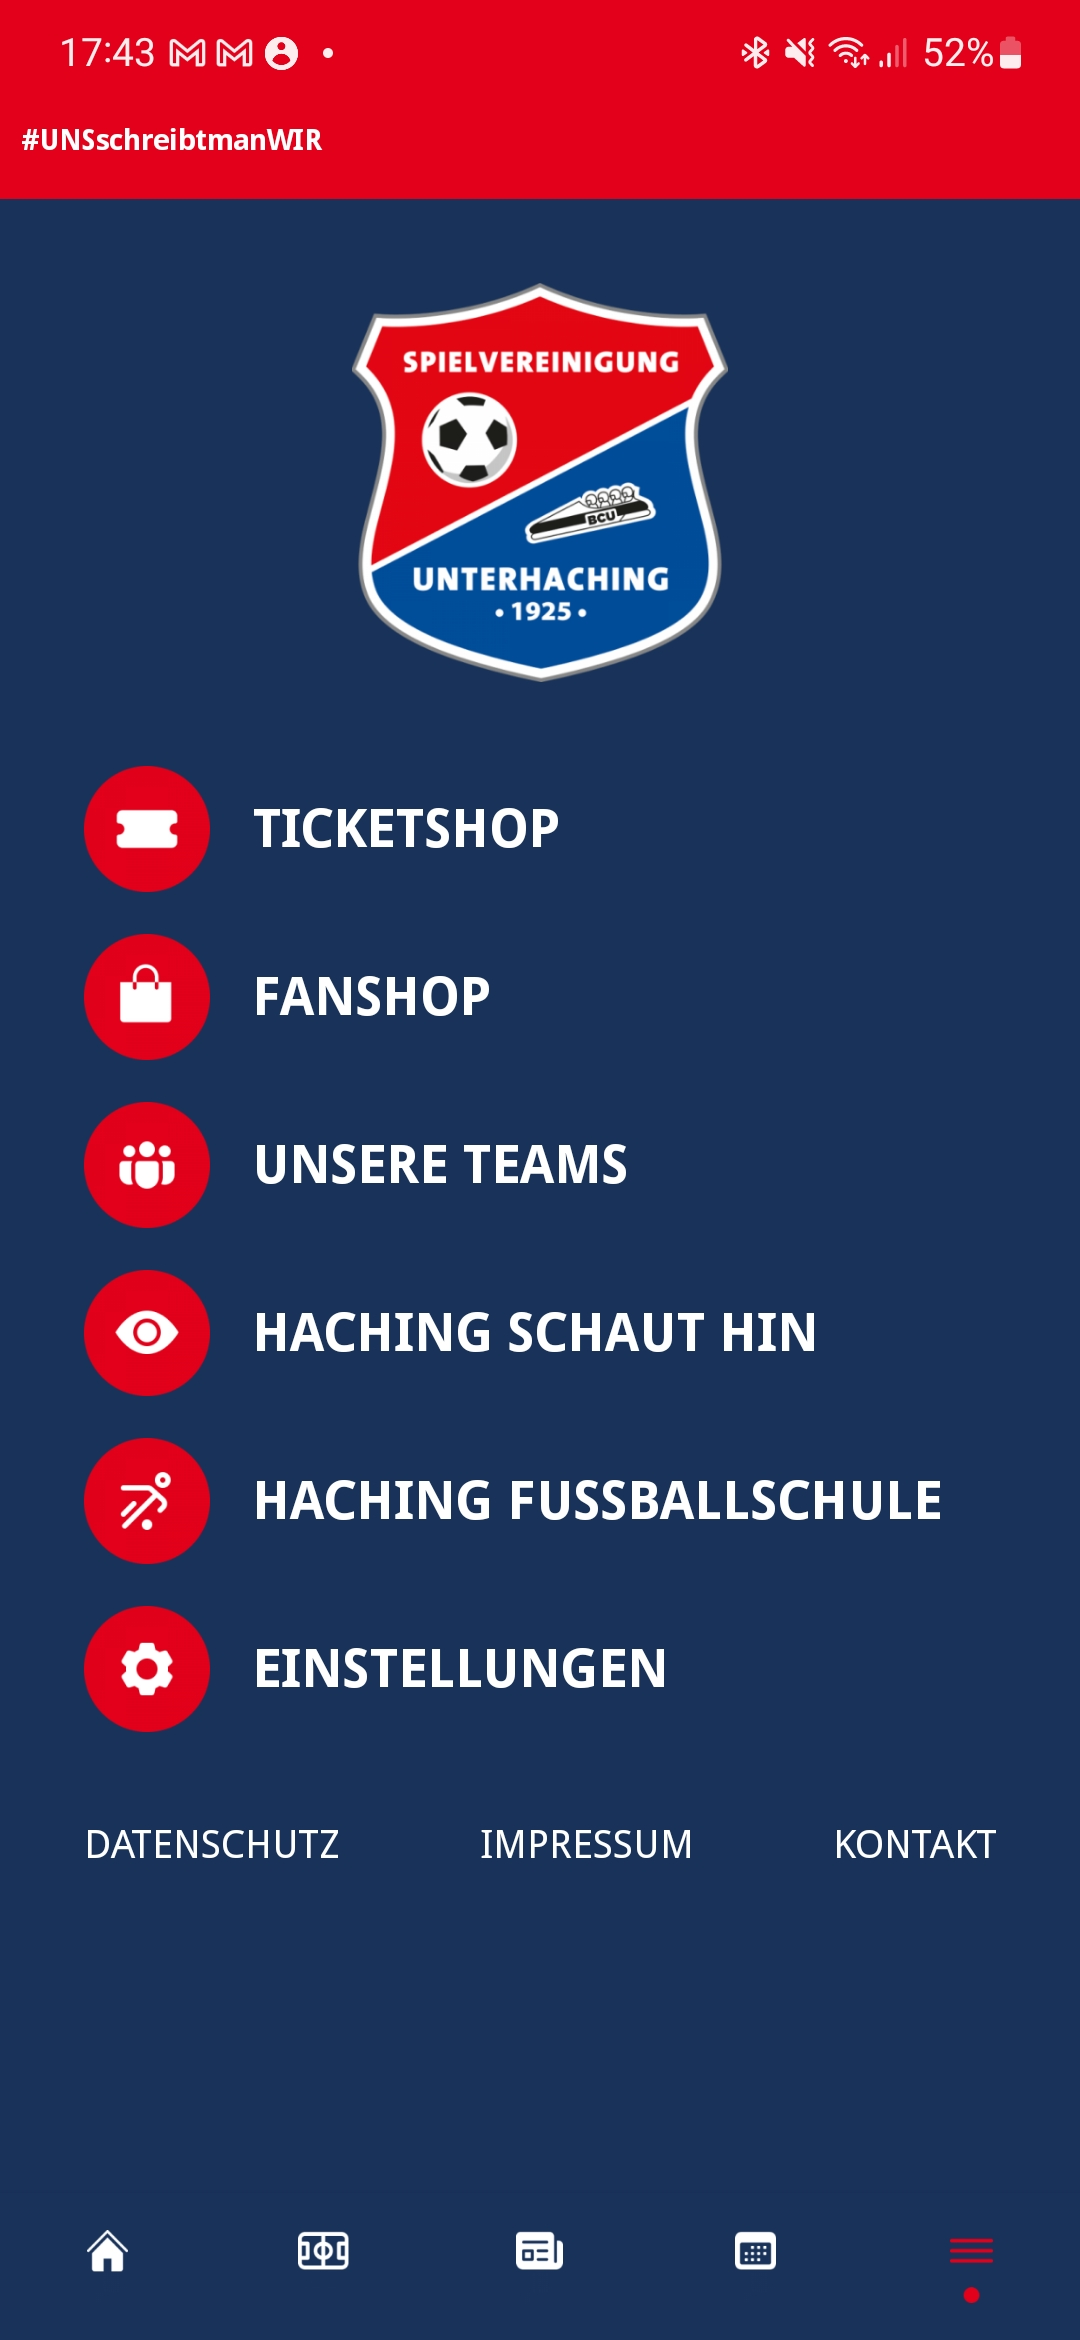 17:43
52%
#UNSschreibtmanWIR
SPIELVEREINIGUNG
BCU
UNTERHACHING
• 1925 •
TICKETSHOP
FANSHOP
UNSERE TEAMS
HACHING SCHAUT HIN
HACHING FUSSBALLSCHULE
EINSTELLUNGEN
DATENSCHUTZ
IMPRESSUM
KONTAKT